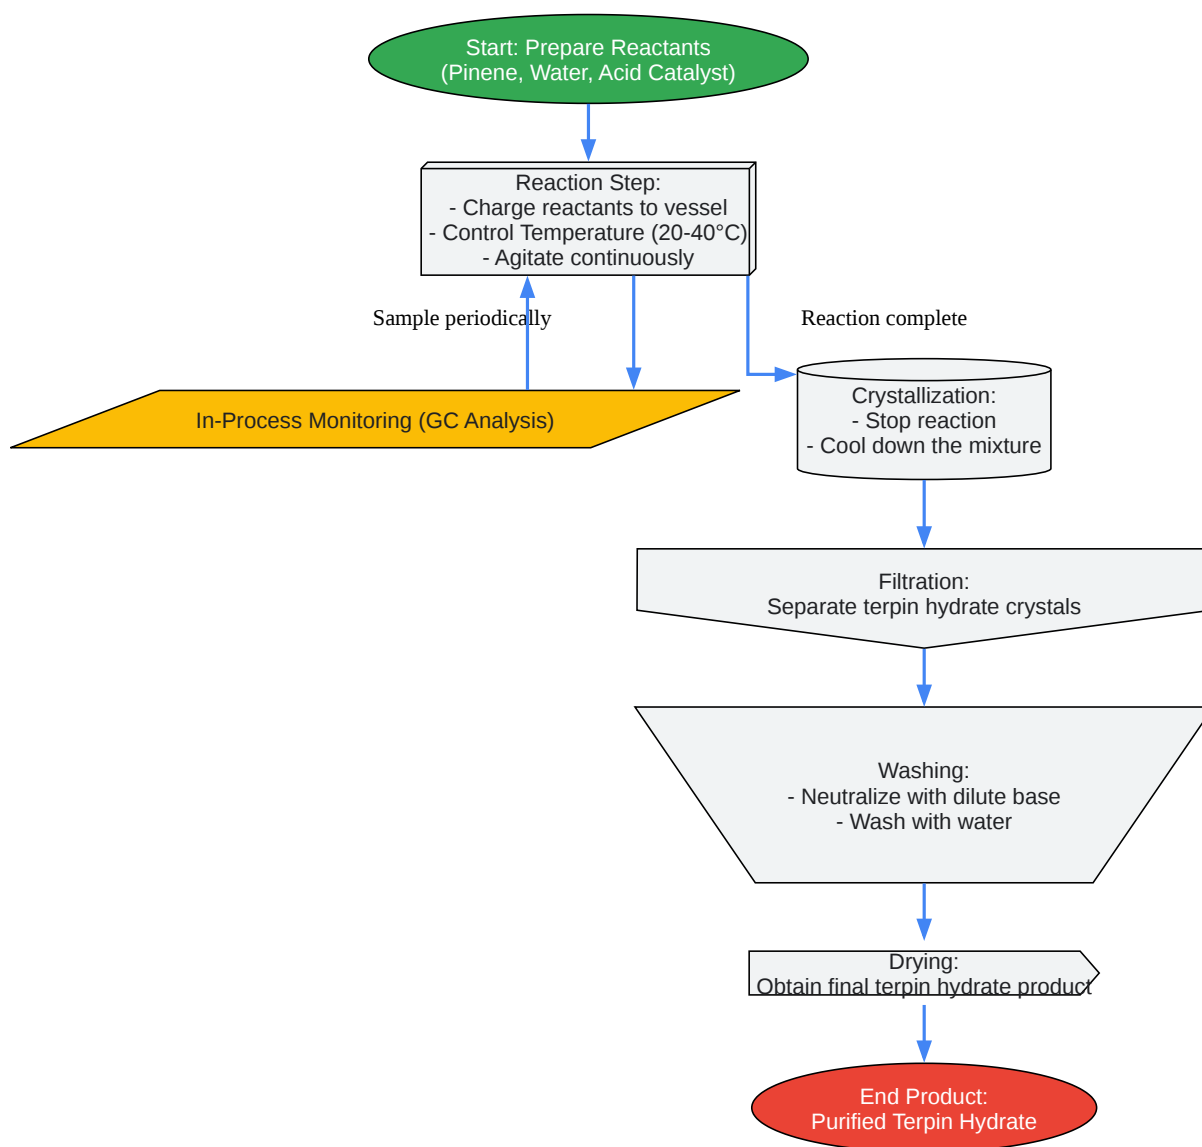 Start: Prepare Reactants
(Pinene, Water, Acid Catalyst)
Reaction Step:
- Charge reactants to vessel
- Control Temperature (20-40°C)
- Agitate continuously
Sample periodically
Reaction complete
In-Process Monitoring (GC Analysis)
Crystallization:
- Stop reaction
- Cool down the mixture
Filtration:
Separate terpin hydrate crystals
Washing:
- Neutralize with dilute base
- Wash with water
Drying:
Obtain final terpin hydrate product
End Product:
Purified Terpin Hydrate